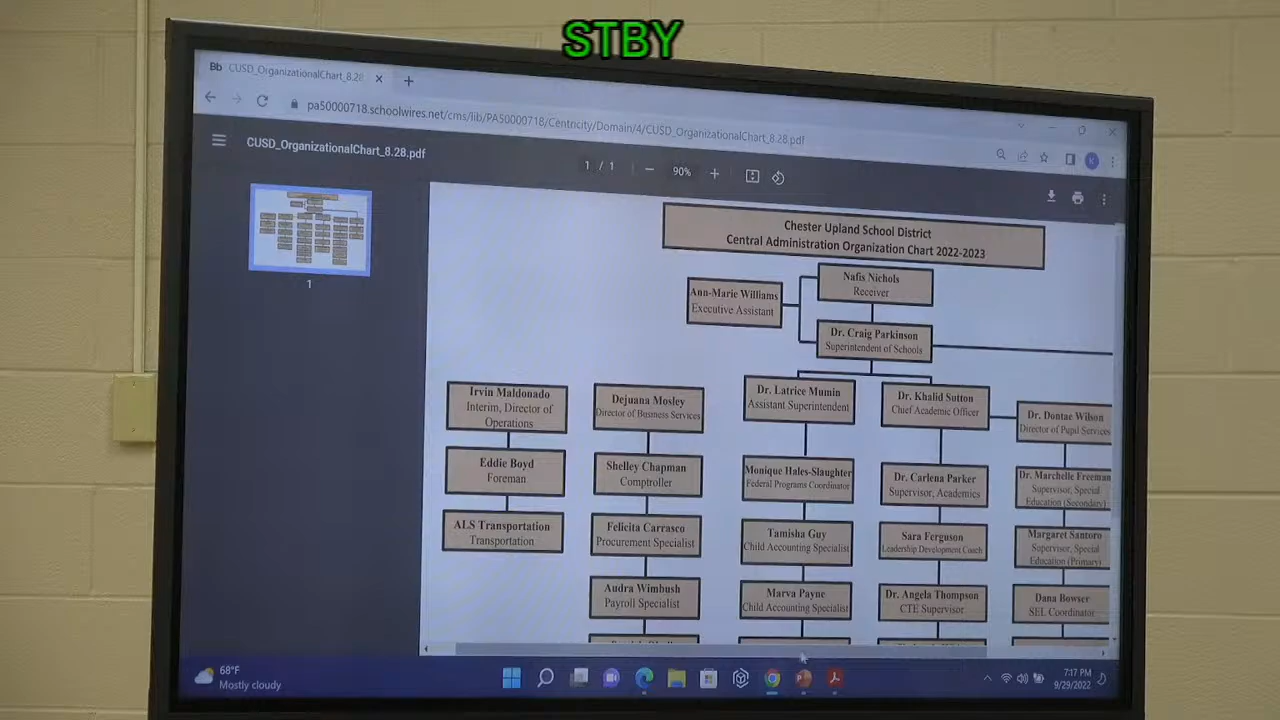 STBY
Bb CUSD_OrganizationalChart_8.28
pa50000718.schoolwires.net/cms/lib/PA50000718/Centricity/Domain/4/CUSD_OrganizationalChart_8.28.pdf
CUSD_OrganizationalChart_8.28.pdf
1 / 1
90%
1
Chester Upland School District
Central Administration Organization Chart 2022-2023
Nafis Nichols
Receiver
Ann-Marie Williams
Executive Assistant
Dr. Craig Parkinson
Superintendent of Schools
Irvin Maldonado
Interim, Director of
Operations
Eddie Boyd
Foreman
ALS Transportation
Transportation
Dejuana Mosley
Director of Business Services
Shelley Chapman
Comptroller
Felicita Carrasco
Procurement Specialist
Audra Wimbush
Payroll Specialist
Dr. Latrice Mumin
Assistant Superintendent
Monique Hales-Slaughter
Federal Programs Coordinator
Tamisha Guy
Child Accounting Specialist
Marva Payne
Child Accounting Specialist
Dr. Khalid Sutton
Chief Academic Officer
Dr. Carlena Parker
Supervisor, Academics
Sara Ferguson
Leadership Development Coach
Dr. Angela Thompson
CTE Supervisor
Dr. Dontae Wilson
Director of Pupil Services
Dr. Marchelle Freeman
Supervisor, Special
Education (Secondary)
Margaret Santoro
Supervisor, Special
Education (Primary)
Dana Bowser
SEL Coordinator
68°F
Mostly cloudy
7:17 PM
9/29/2022